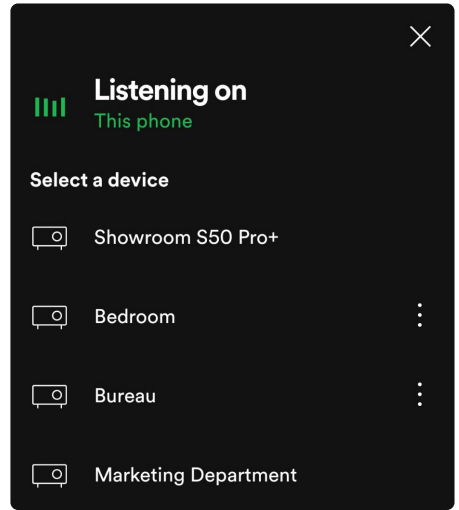 Listening on
This phone
Select a device
Showroom S50 Pro+
Bedroom
Bureau
Marketing Department